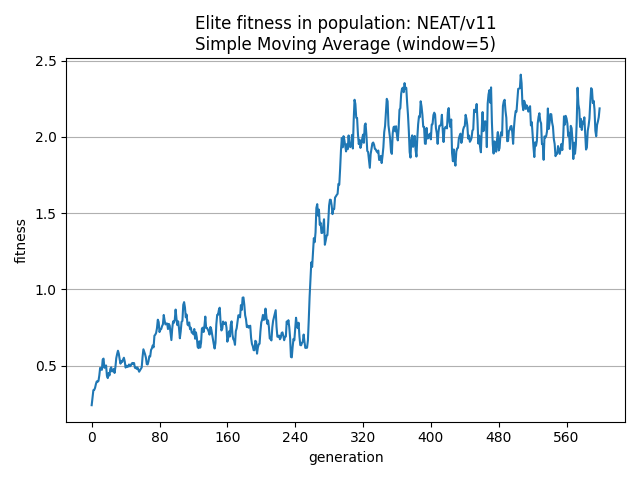 Elite fitness in population: NEAT/v11
Simple Moving Average (window=5)
2.5
2.0
1.5
1.0
0.5
fitness
0 80 160 240 320 400 480 560
generation